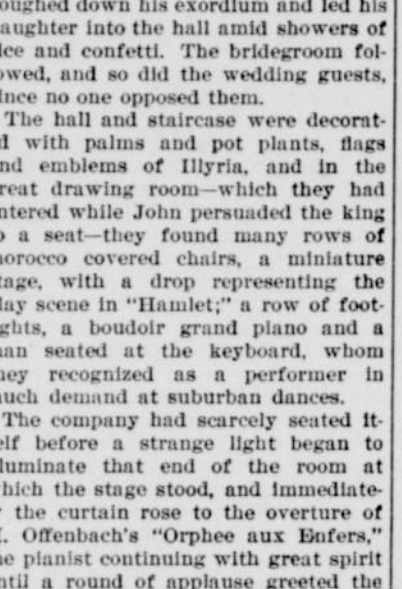 oughed down his exordium and led his
aughter into the hall amid showers of
ice and confetti. The bridegroom fol-
owed, and so did the wedding guests,
ince no one opposed them.
The hall and staircase were decorat-
d with palms and pot plants, flags
nd emblems of Illyria, and in the
reat drawing room—which they had
ntered while John persuaded the king
o a seat—they found many rows of
orocco covered chairs, a miniature
tage, with a drop representing the
lay scene in "Hamlet;" a row of foot-
ghts, a boudoir grand piano and a
an seated at the keyboard, whom
ey recognized as a performer in
uch demand at suburban dances.
The company had scarcely seated it-
elf before a strange light began to
luminate that end of the room at
hich the stage stood, and immediate-
y the curtain rose to the overture of
. Offenbach's "Orphee aux Enfers,"
e pianist continuing with great spirit
ntil a round of applause greeted the